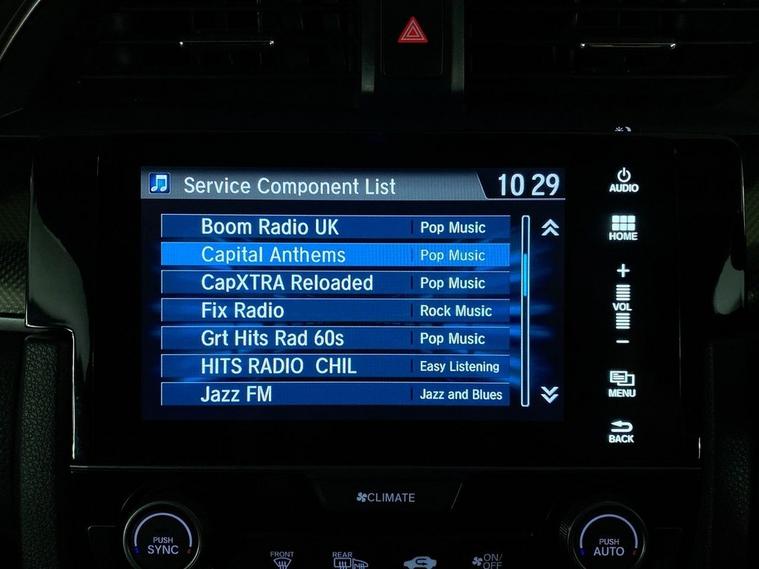 Service Component List 10 29
Boom Radio UK Pop Music
Capital Anthems Pop Music
CapXTRA Reloaded Pop Music
Fix Radio Rock Music
Grt Hits Rad 60s Pop Music
HITS RADIO CHIL Easy Listening
Jazz FM Jazz and Blues
AUDIO
HOME
+
VOL
−
MENU
BACK
CLIMATE
PUSH
SYNC
FRONT
REAR
ON/
OFF
PUSH
AUTO